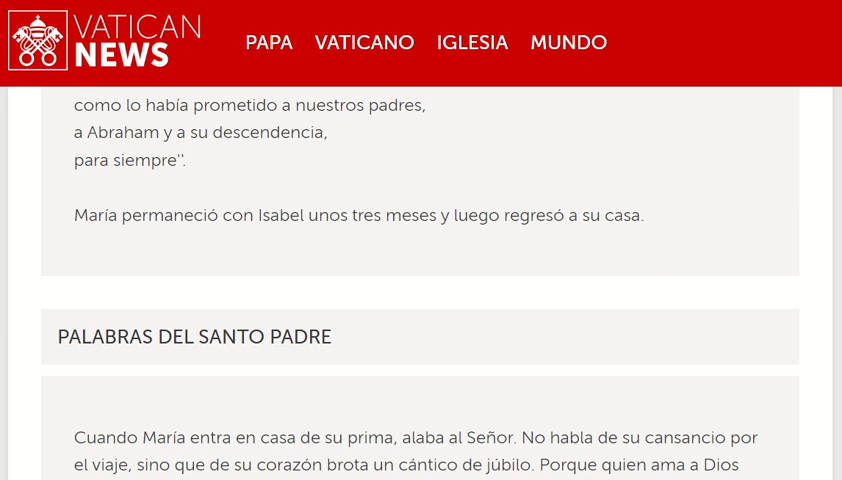 VATICAN
NEWS
PAPA VATICANO IGLESIA MUNDO
como lo había prometido a nuestros padres,
a Abraham y a su descendencia,
para siempre''.
María permaneció con Isabel unos tres meses y luego regresó a su casa.
PALABRAS DEL SANTO PADRE
Cuando María entra en casa de su prima, alaba al Señor. No habla de su cansancio por
el viaje, sino que de su corazón brota un cántico de júbilo. Porque quien ama a Dios